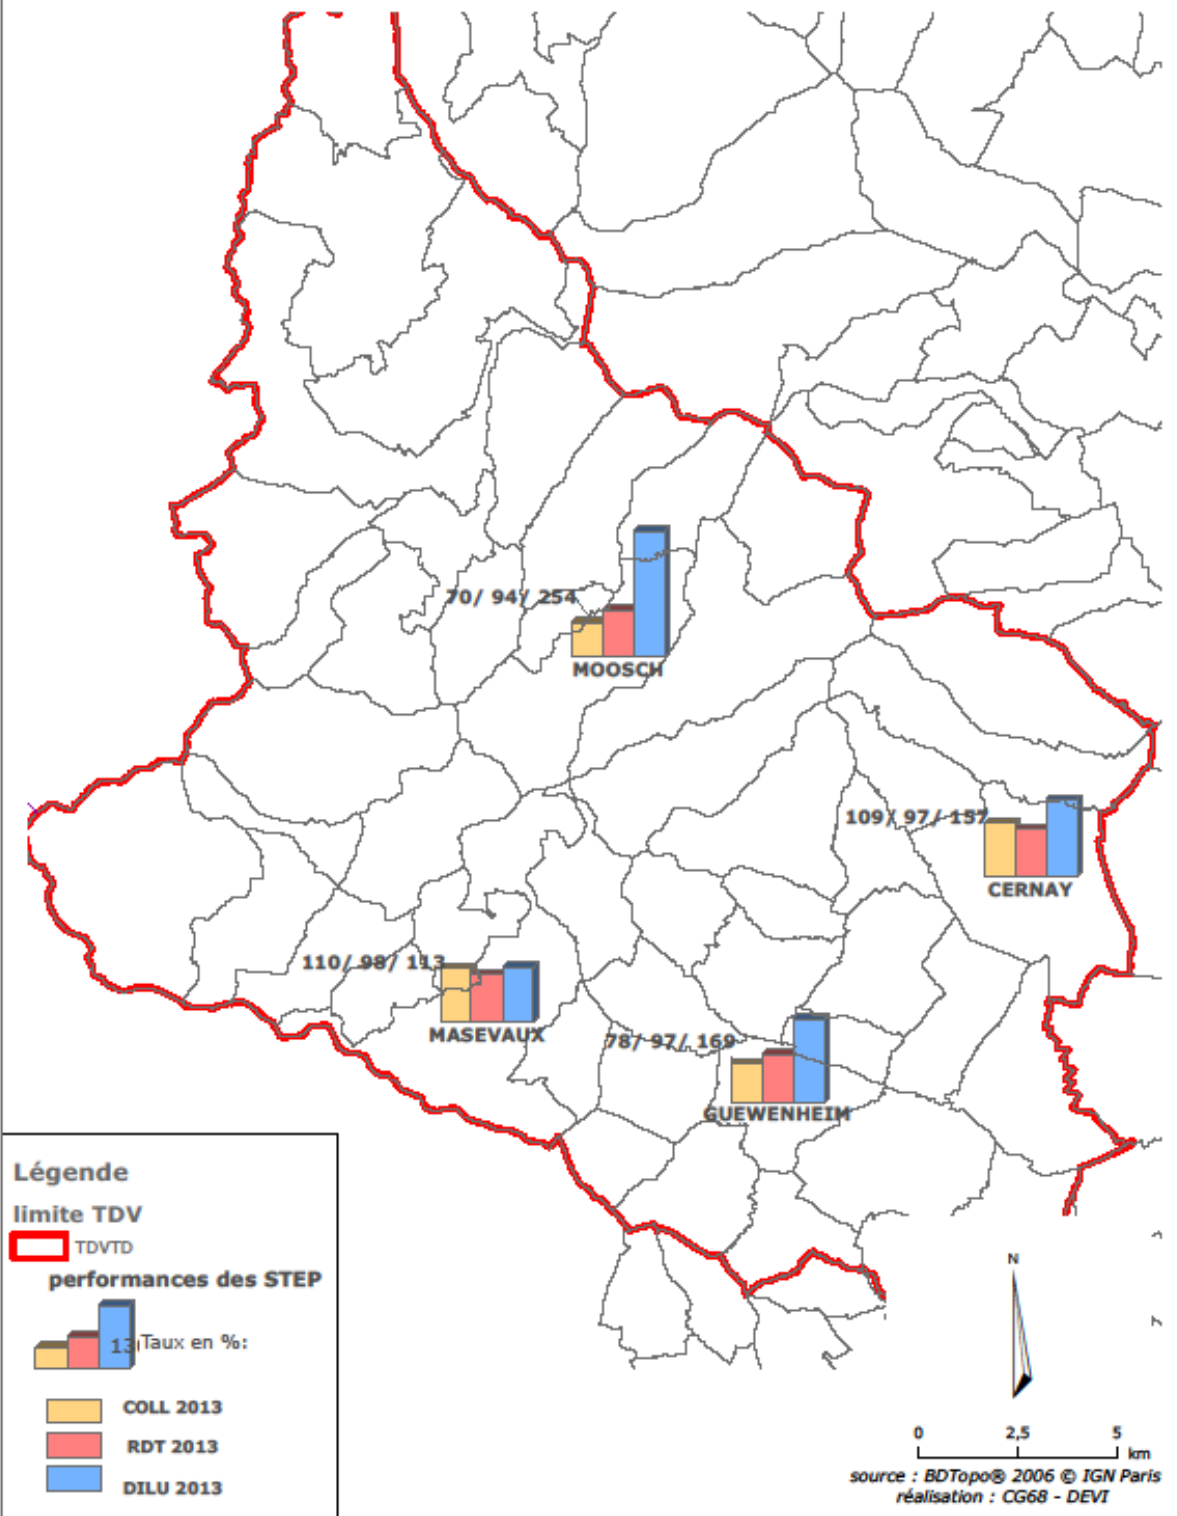 70/ 94/ 254
MOOSCH
109/ 97/ 157
CERNAY
110/ 98/ 113
MASEVAUX
78/ 97/ 169
GUEWENHEIM
Légende
limite TDV
TDVTD
performances des STEP
Taux en %:
COLL 2013
RDT 2013
DILU 2013
N
0 2,5 5
km
source : BDTopo® 2006 © IGN Paris
réalisation : CG68 - DEVI